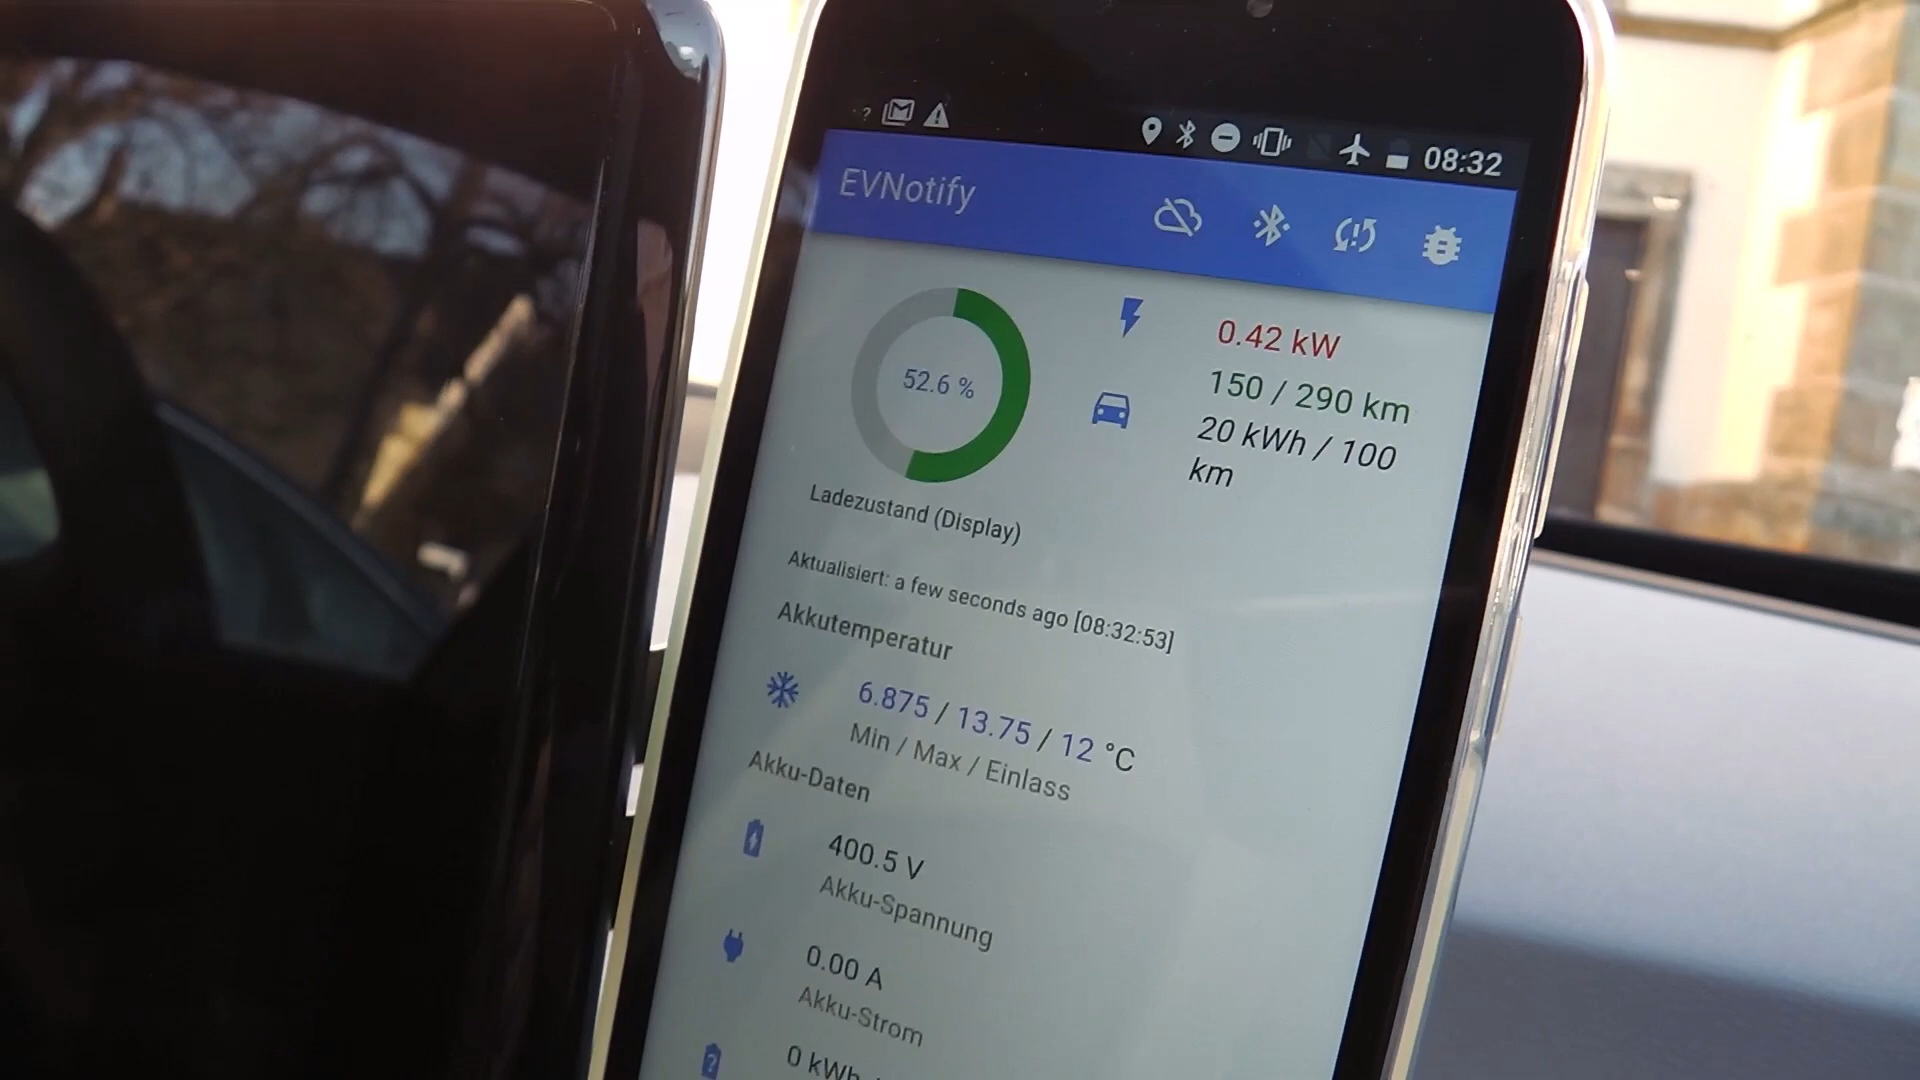 08:32
EVNotify
52.6 %
0.42 kW
150 / 290 km
20 kWh / 100
km
Ladezustand (Display)
Aktualisiert: a few seconds ago [08:32:53]
Akkutemperatur
6.875 / 13.75 / 12 °C
Min / Max / Einlass
Akku-Daten
400.5 V
Akku-Spannung
0.00 A
Akku-Strom
0 kWh